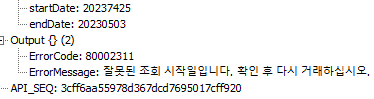 startDate: 20237425
endDate: 20230503
Output {} (2)
ErrorCode: 80002311
ErrorMessage: 잘못된 조회 시작일입니다. 확인 후 다시 거래하십시오.
API_SEQ: 3cff6aa55978d367dcd7695017cff920